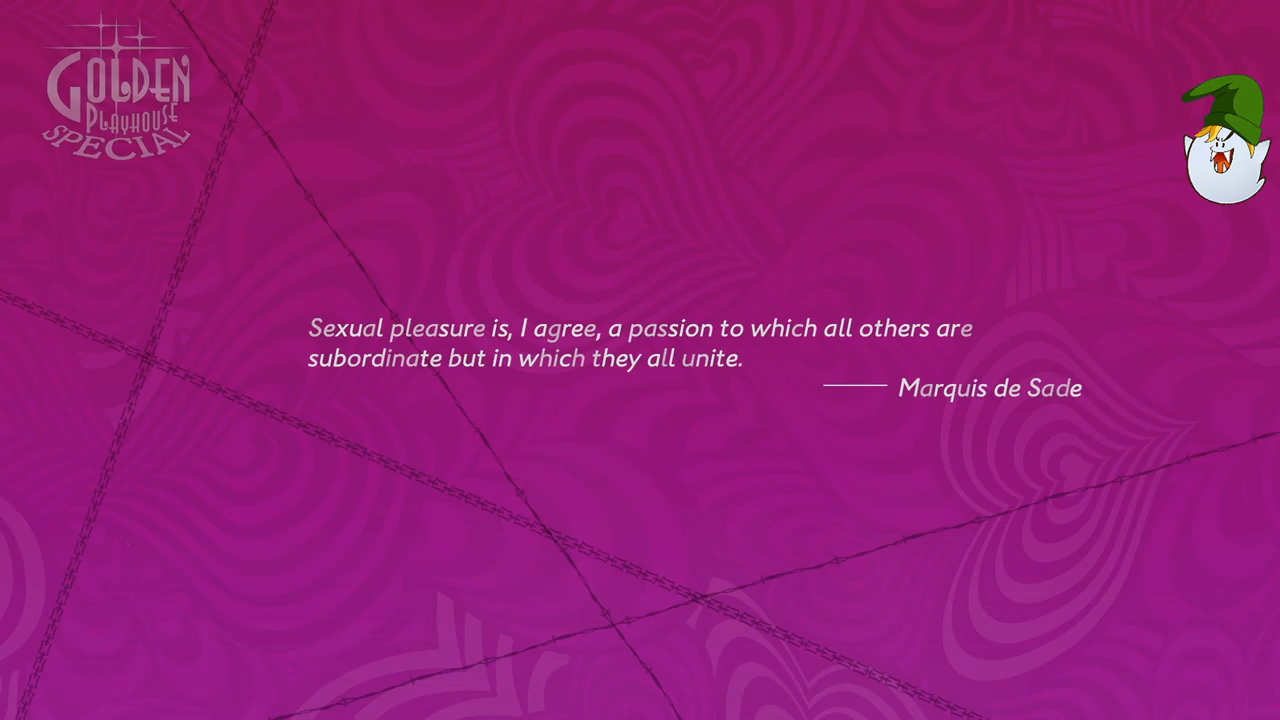 GOLDEN
PLAYHOUSE
SPECIAL
Sexual pleasure is, I agree, a passion to which all others are
subordinate but in which they all unite.
—— Marquis de Sade